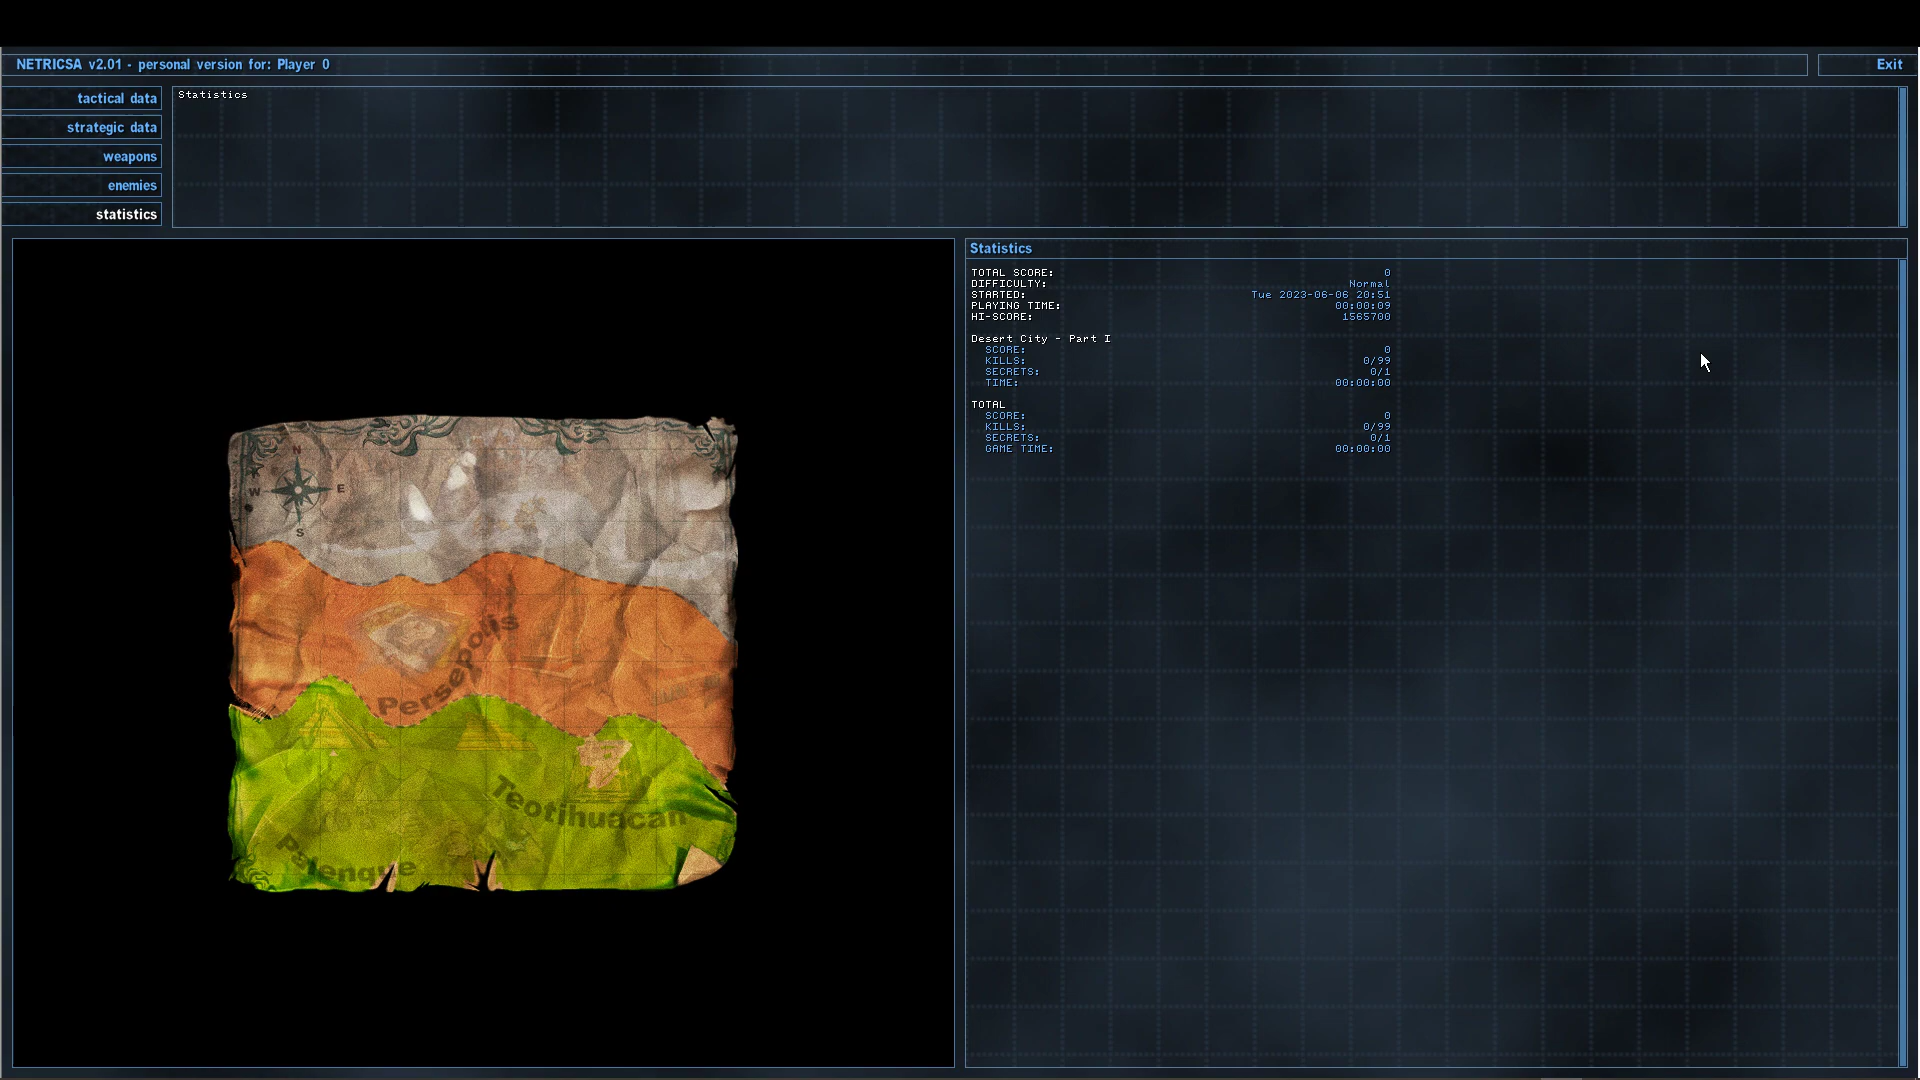 NETRICSA v2.01 - personal version for: Player 0
Exit
tactical data
strategic data
weapons
enemies
statistics
Statistics
Statistics
TOTAL SCORE: 0
DIFFICULTY: Normal
STARTED: Tue 2023-06-06 20:51
PLAYING TIME: 00:00:09
HI-SCORE: 1565700
Desert City - Part I
SCORE: 0
KILLS: 0/99
SECRETS: 0/1
TIME: 00:00:00
TOTAL
SCORE: 0
KILLS: 0/99
SECRETS: 0/1
GAME TIME: 00:00:00
N
W E
S
Persepolis
Teotihuacan
Palenque